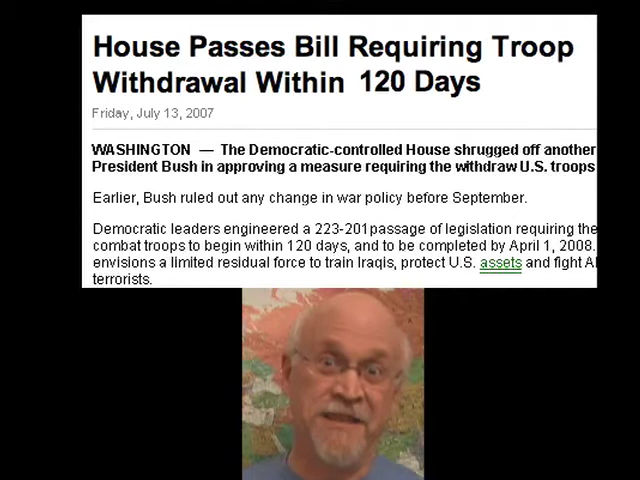 House Passes Bill Requiring Troop
Withdrawal Within 120 Days
Friday, July 13, 2007
WASHINGTON — The Democratic-controlled House shrugged off another
President Bush in approving a measure requiring the withdraw U.S. troops
Earlier, Bush ruled out any change in war policy before September.
Democratic leaders engineered a 223-201 passage of legislation requiring the
combat troops to begin within 120 days, and to be completed by April 1, 2008.
envisions a limited residual force to train Iraqis, protect U.S. assets and fight Al
terrorists.